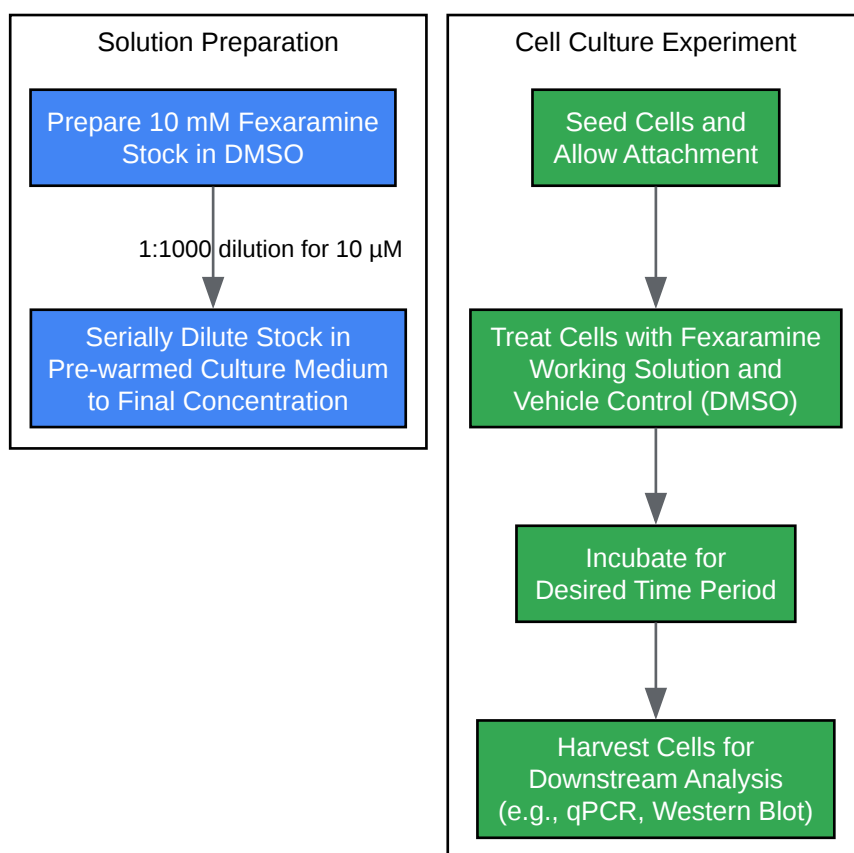 Solution Preparation
Prepare 10 mM Fexaramine
Stock in DMSO
1:1000 dilution for 10 µM
Serially Dilute Stock in
Pre-warmed Culture Medium
to Final Concentration
Cell Culture Experiment
Seed Cells and
Allow Attachment
Treat Cells with Fexaramine
Working Solution and
Vehicle Control (DMSO)
Incubate for
Desired Time Period
Harvest Cells for
Downstream Analysis
(e.g., qPCR, Western Blot)